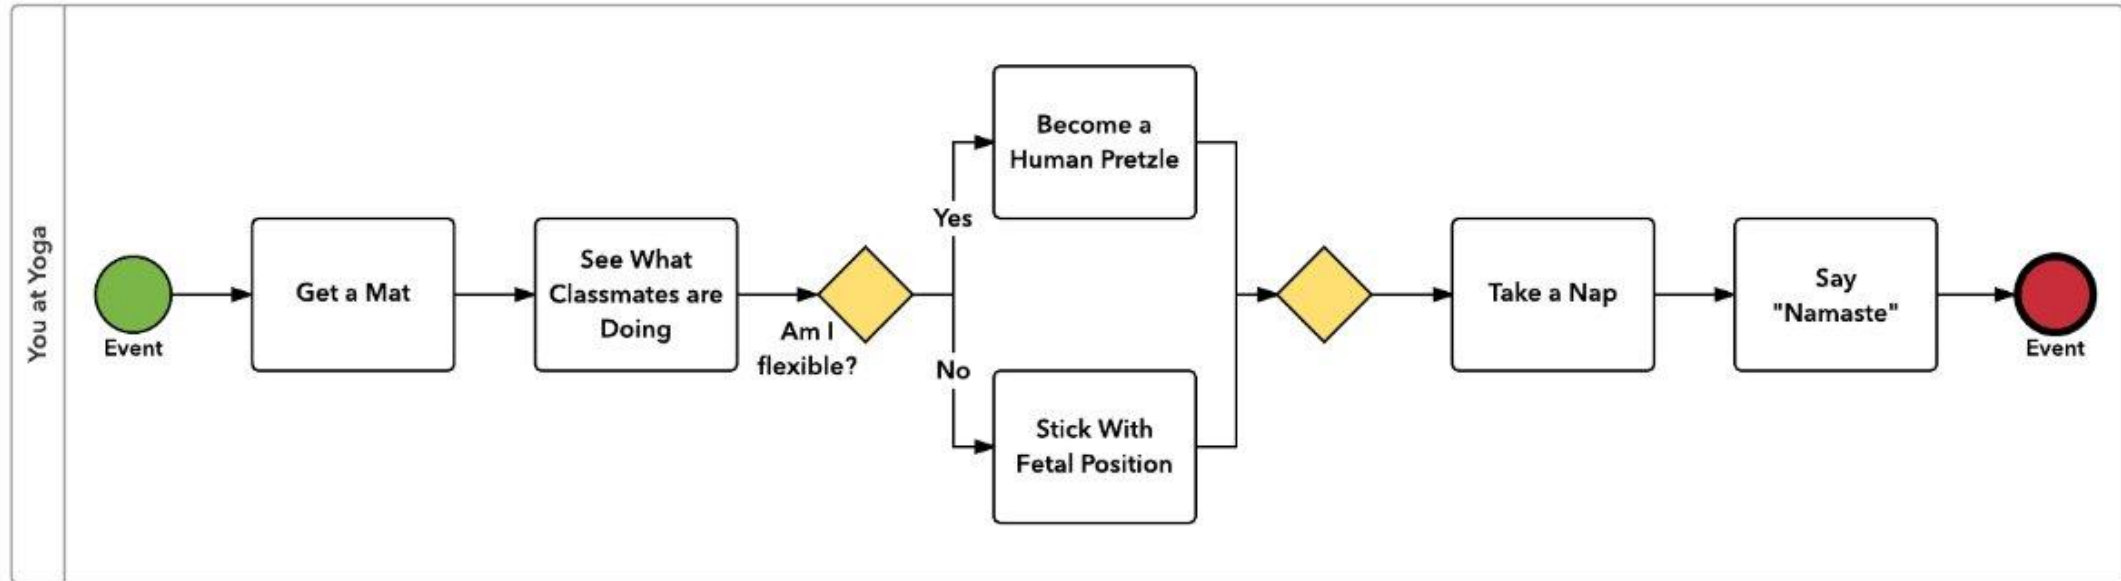 You at Yoga
Event
Get a Mat
See What
Classmates are
Doing
Am I
flexible?
Yes
No
Become a
Human Pretzle
Stick With
Fetal Position
Take a Nap
Say
"Namaste"
Event